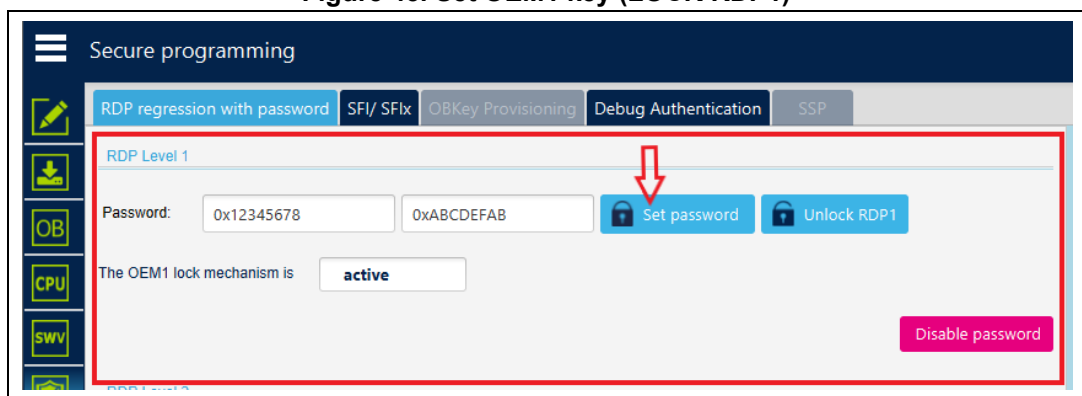 Secure programming
RDP regression with password SFI/ SFIx OBKey Provisioning Debug Authentication SSP
RDP Level 1
Password: 0x12345678 0xABCDEFAB Set password Unlock RDP1
OB
The OEM1 lock mechanism is active
CPU
SWV
Disable password